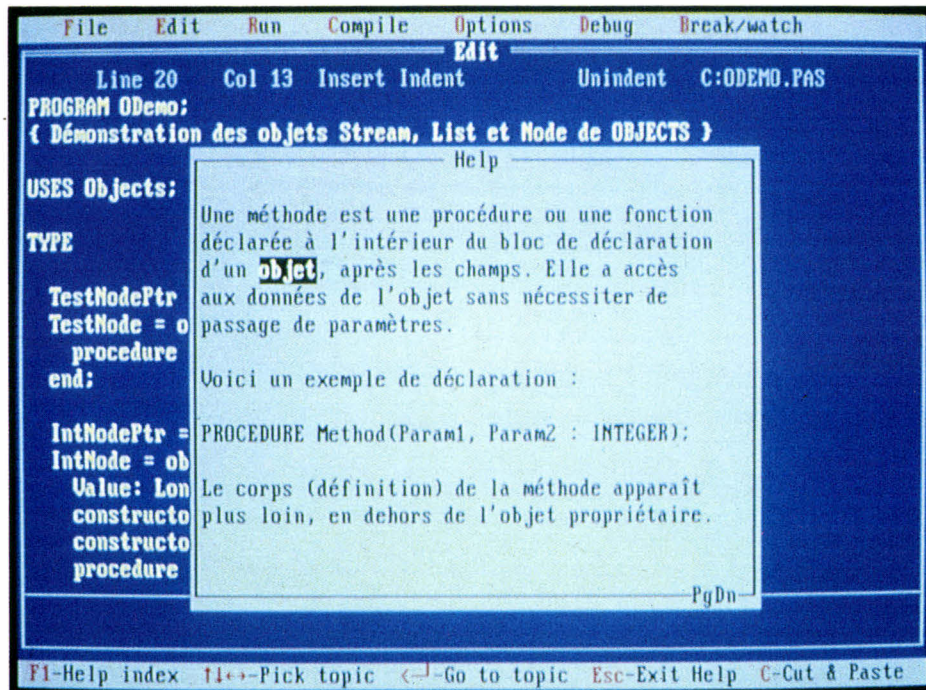 File Edit Run Compile Options Debug Break/watch
Edit
Line 20 Col 13 Insert Indent Unindent C:ODEMO.PAS
PROGRAM ODemo;
{ Démonstration des objets Stream, List et Node de OBJECTS }
Help
USES Objects;
Une méthode est une procédure ou une fonction
TYPE
déclarée à l'intérieur du bloc de déclaration
d'un objet, après les champs. Elle a accès
TestNodePtr
aux données de l'objet sans nécessiter de
TestNode = o
passage de paramètres.
procedure
end;
Voici un exemple de déclaration :
IntNodePtr =
PROCEDURE Method(Param1, Param2 : INTEGER);
IntNode = ob
Value: Lon
Le corps (définition) de la méthode apparaît
constructo
plus loin, en dehors de l'objet propriétaire.
constructo
procedure
PgDn
F1-Help index ↑↓←→-Pick topic <─┘-Go to topic Esc-Exit Help C-Cut & Paste